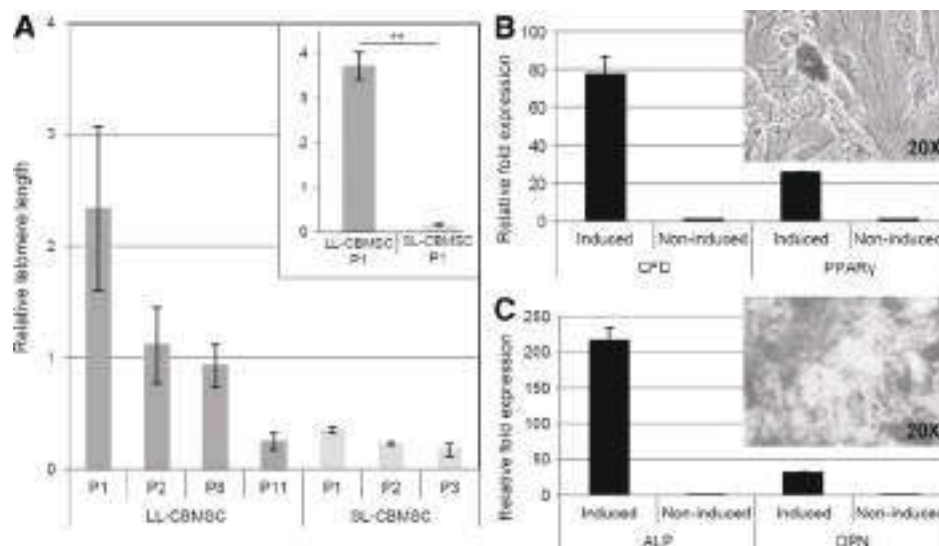 A
Relative telomere length
4
3
2
1
0
P1 P2 P8 P11 P1 P2 P3
LL-CBMSC SL-CBMSC
4
3
2
1
0
**
LL-CBMSC SL-CBMSC
P1 P1
B
Relative fold expression
100
80
60
40
20
0
20X
Induced Non-induced Induced Non-induced
CFD PPARγ
C
Relative fold expression
250
200
150
100
50
0
20X
Induced Non-induced Induced Non-induced
ALP OPN